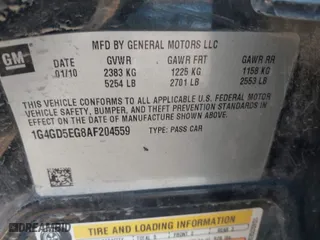 GM
MFD BY GENERAL MOTORS LLC
01/10
GVWR GAWR FRT GAWR RR
2383 KG 1225 KG 1158 KG
5254 LB 2701 LB 2553 LB
THIS VEHICLE CONFORMS TO ALL APPLICABLE U.S. FEDERAL MOTOR
VEHICLE SAFETY, BUMPER, AND THEFT PREVENTION STANDARDS
IN EFFECT ON THE DATE OF MANUFACTURE SHOWN ABOVE.
1G4GD5EG8AF204559 TYPE: PASS CAR
TIRE AND LOADING INFORMATION